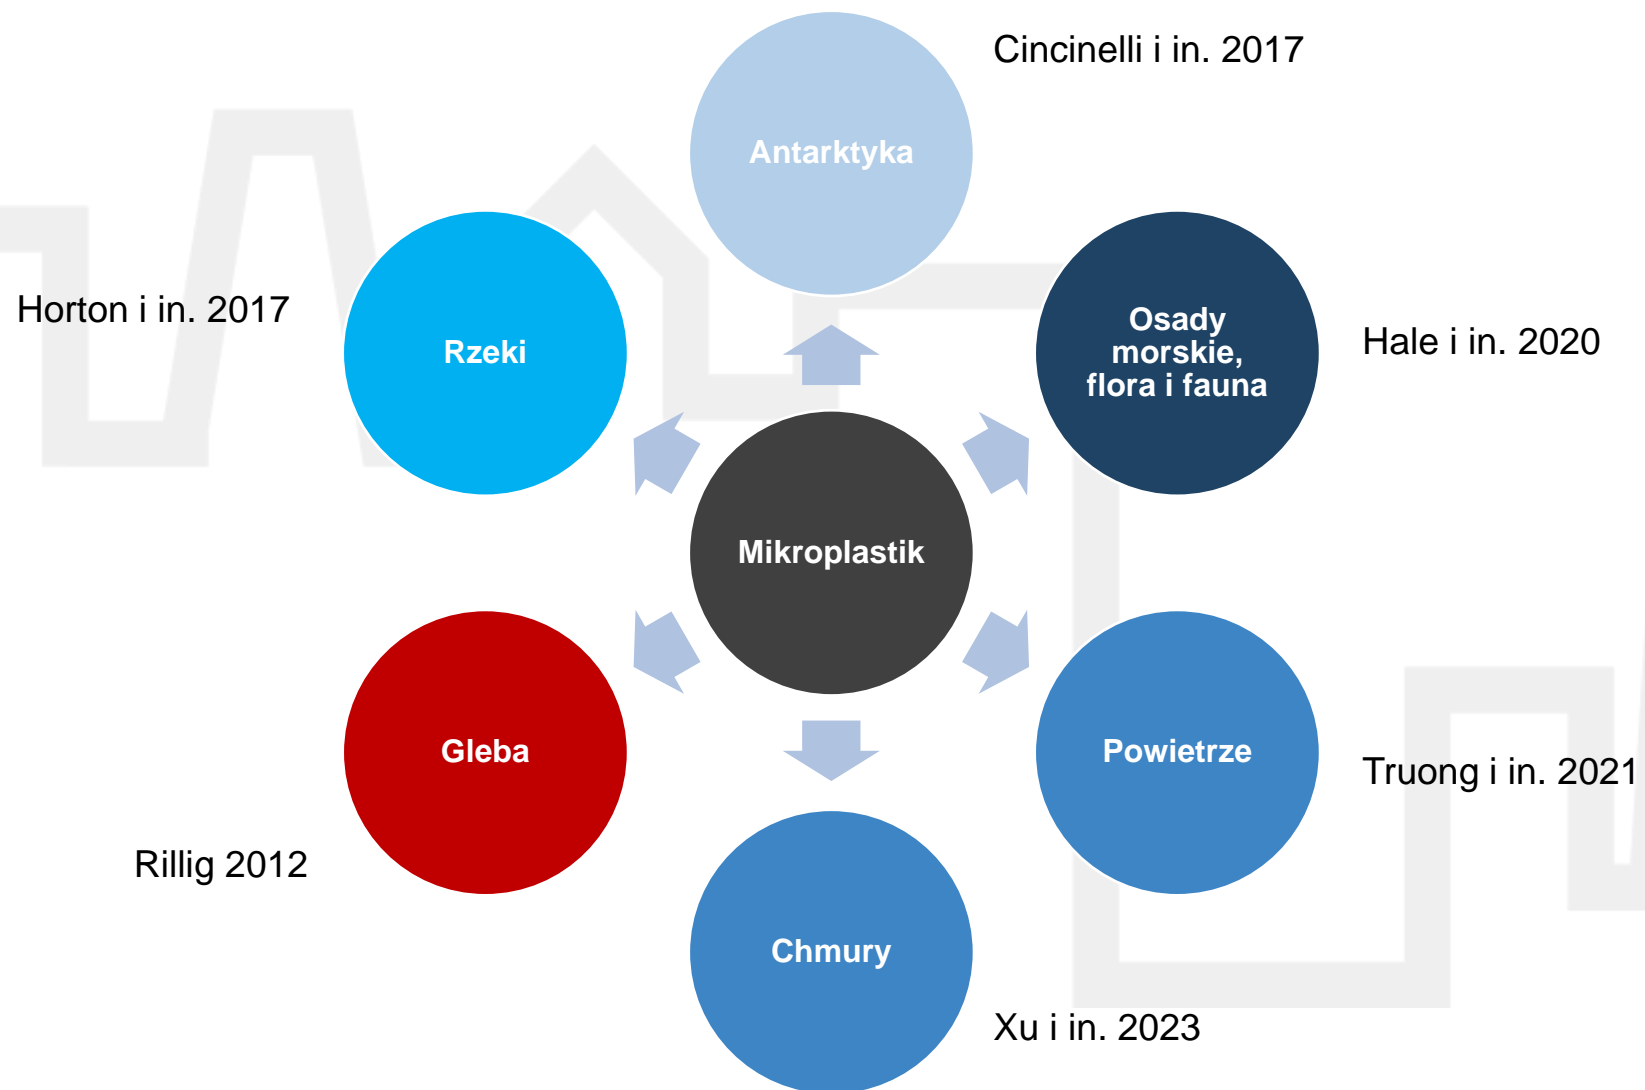 Cincinelli i in. 2017
Antarktyka
Horton i in. 2017
Rzeki
Osady
morskie,
flora i fauna
Hale i in. 2020
Mikroplastik
Gleba
Powietrze
Truong i in. 2021
Rillig 2012
Chmury
Xu i in. 2023